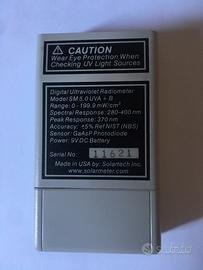 CAUTION
Wear Eye Protection When
Checking UV Light Sources
Digital Ultraviolet Radiometer
Model SM 5.0 UVA + B
Range: 0 - 199.9 mW/cm²
Spectral Response: 280-400 nm
Peak Response: 370 nm
Accuracy: ±5% Ref NIST (NBS)
Sensor: GaAsP Photodiode
Power: 9V DC Battery
Serial No: 11621
Made in USA by: Solartech Inc.
www.solarmeter.com
subito